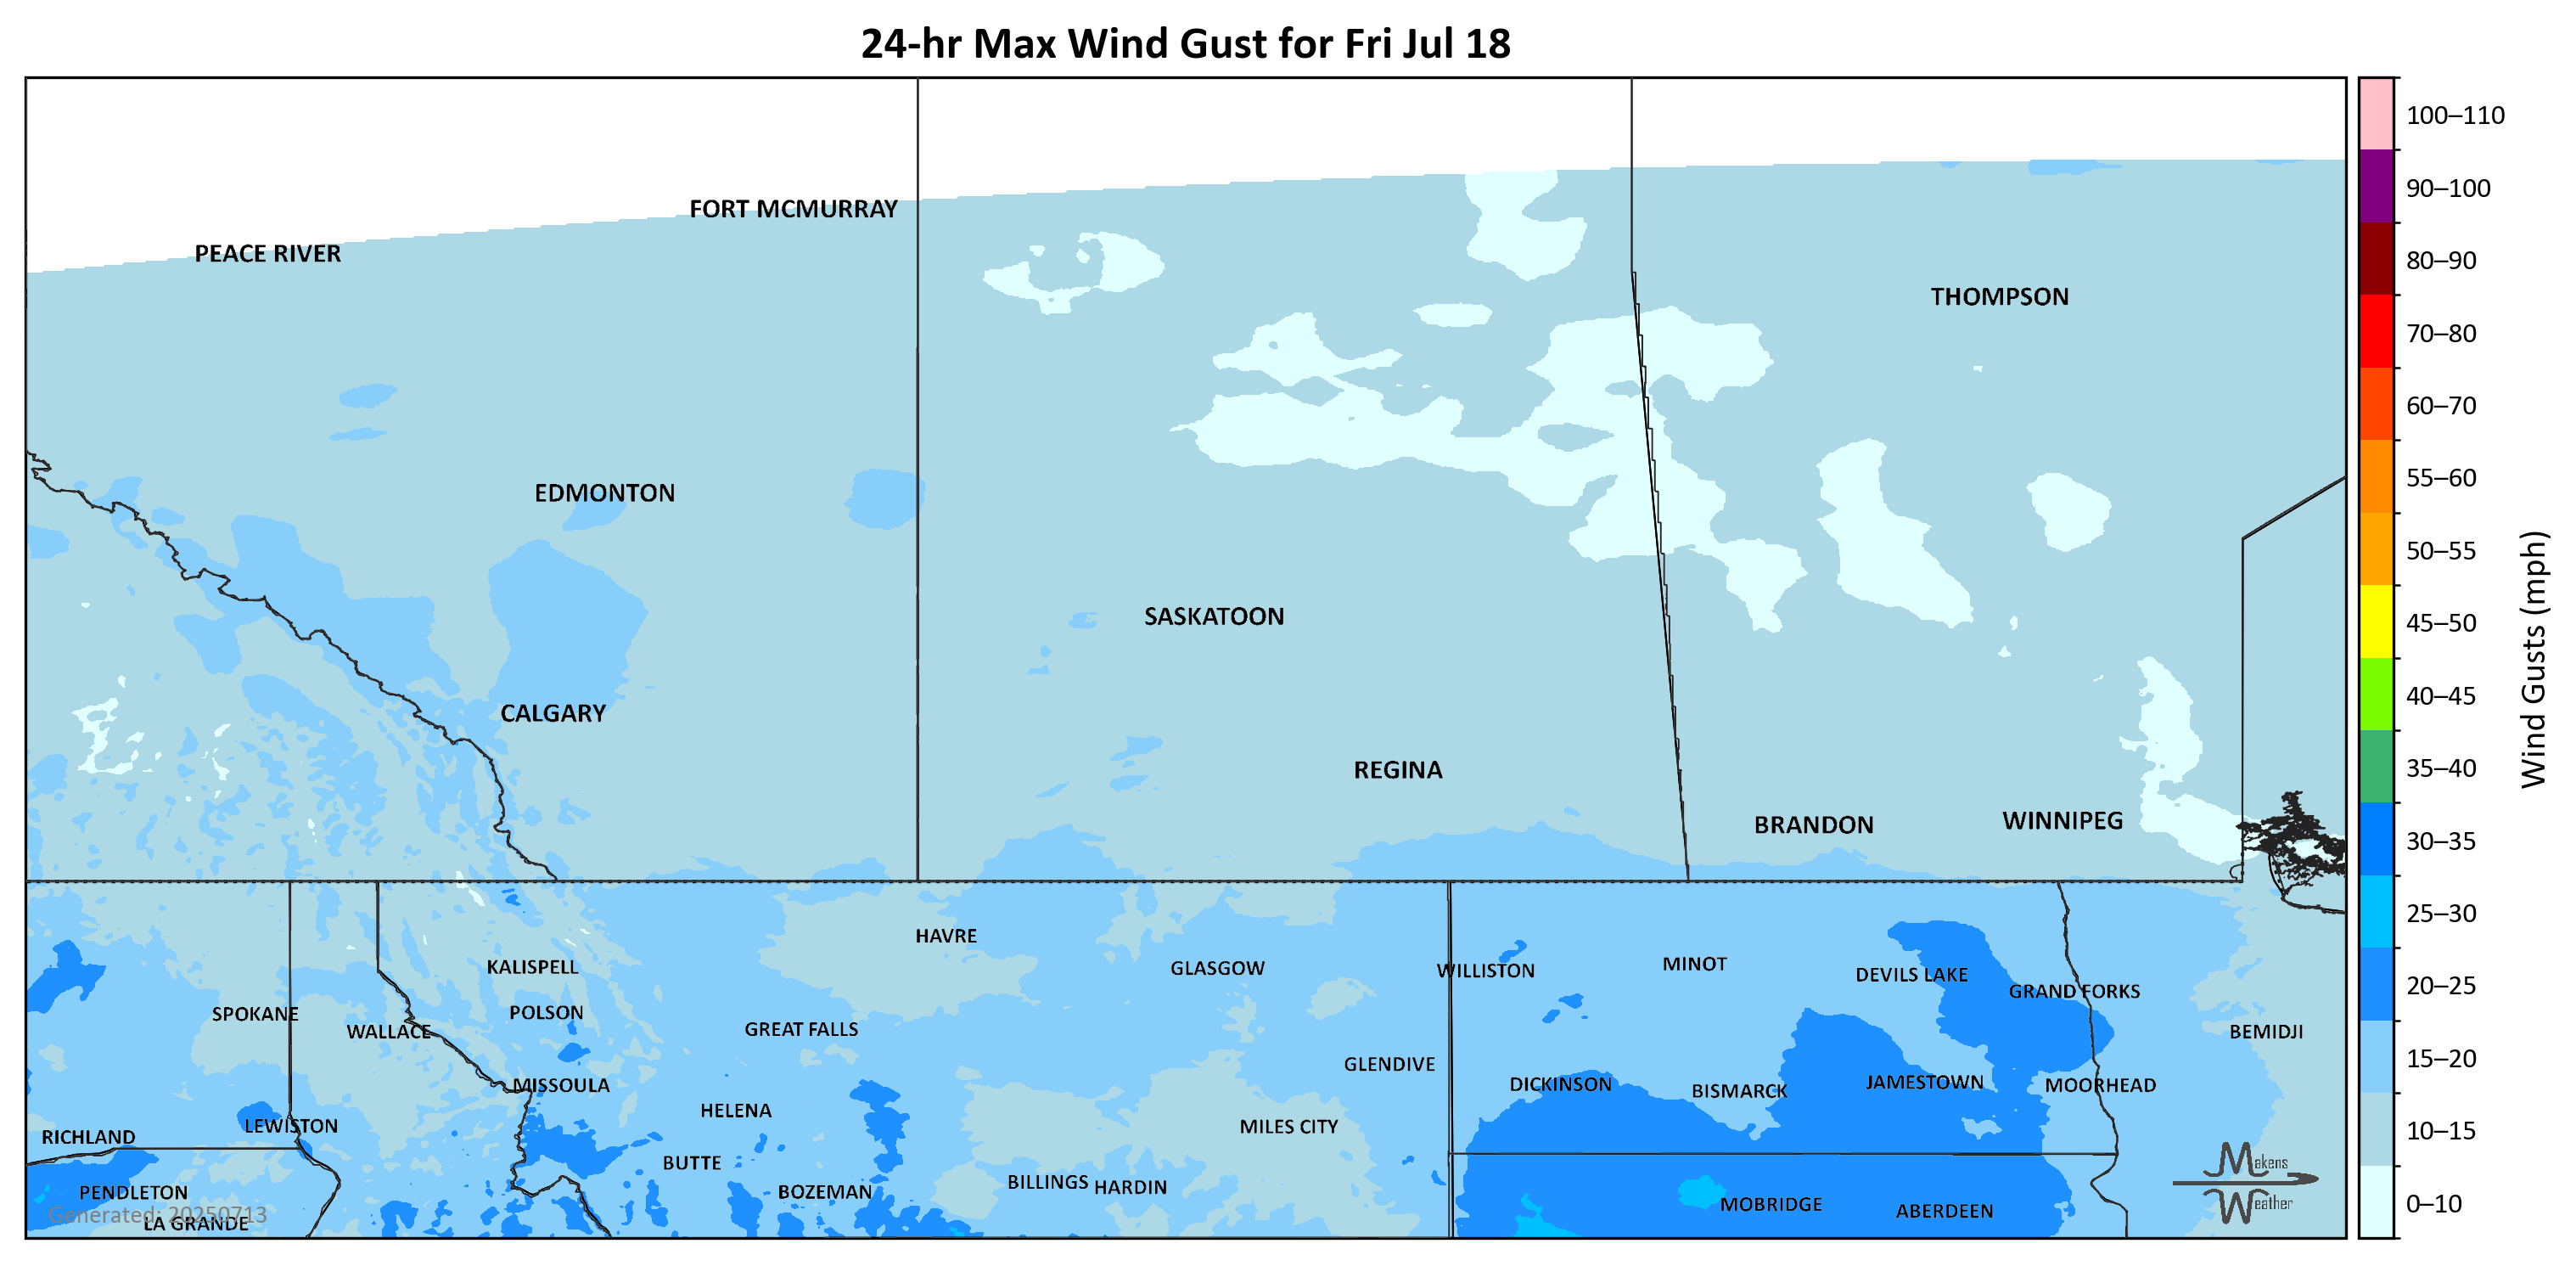 24-hr Max Wind Gust for Fri Jul 18
100–110
90–100
80–90
70–80
60–70
55–60
50–55
45–50
40–45
35–40
30–35
25–30
20–25
15–20
10–15
0–10
Wind Gusts (mph)
FORT MCMURRAY
PEACE RIVER
THOMPSON
EDMONTON
SASKATOON
CALGARY
REGINA
BRANDON
WINNIPEG
HAVRE
KALISPELL
GLASGOW
WILLISTON
MINOT
DEVILS LAKE
GRAND FORKS
SPOKANE
POLSON
WALLACE
GREAT FALLS
BEMIDJI
GLENDIVE
MISSOULA
DICKINSON
BISMARCK
JAMESTOWN
MOORHEAD
HELENA
LEWISTON
MILES CITY
RICHLAND
BUTTE
PENDLETON
BOZEMAN
BILLINGS
HARDIN
MOBRIDGE
ABERDEEN
Generated: 20250713
LA GRANDE
Makens
Weather